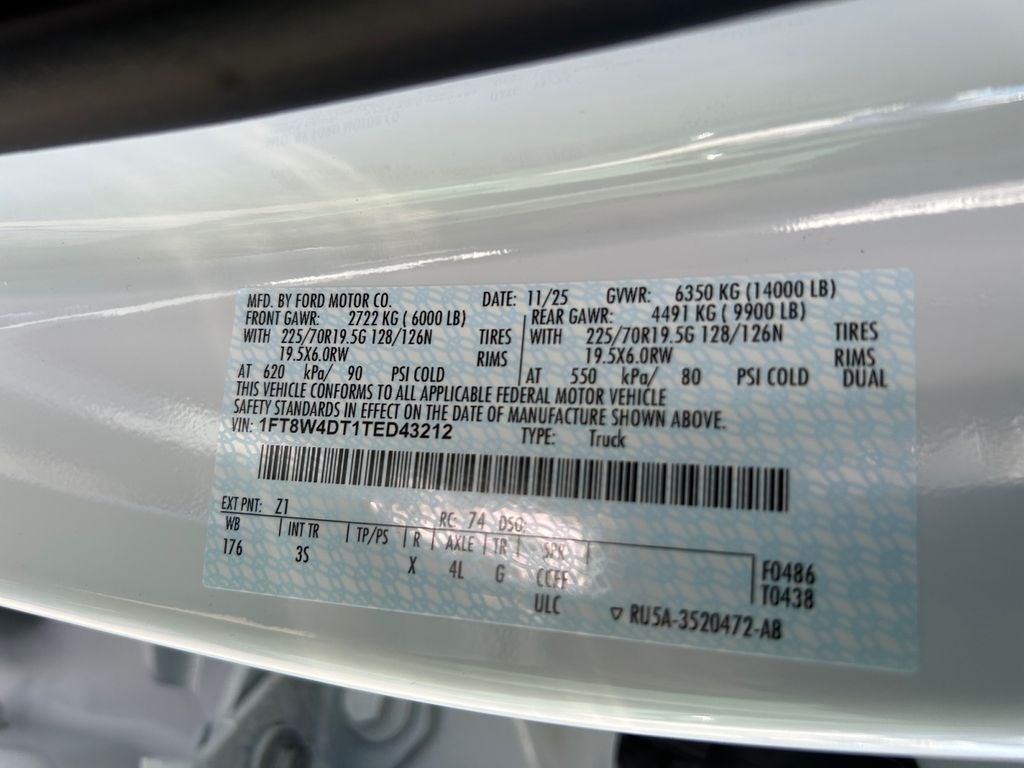 MFD. BY FORD MOTOR CO. DATE: 11/25 GVWR: 6350 KG (14000 LB)
FRONT GAWR: 2722 KG ( 6000 LB) REAR GAWR: 4491 KG ( 9900 LB)
WITH 225/70R19.5G 128/126N TIRES WITH 225/70R19.5G 128/126N TIRES
19.5X6.0RW RIMS 19.5X6.0RW RIMS
AT 620 kPa/ 90 PSI COLD AT 550 kPa/ 80 PSI COLD DUAL
THIS VEHICLE CONFORMS TO ALL APPLICABLE FEDERAL MOTOR VEHICLE
SAFETY STANDARDS IN EFFECT ON THE DATE OF MANUFACTURE SHOWN ABOVE.
VIN: 1FT8W4DT1TED43212 TYPE: Truck
EXT PNT: Z1 RC: 74 DSO:
WB INT TR TP/PS R AXLE TR SPR
176 3S X 4L G CCFF F0486
ULC T0438
▽ RU5A-3520472-AB